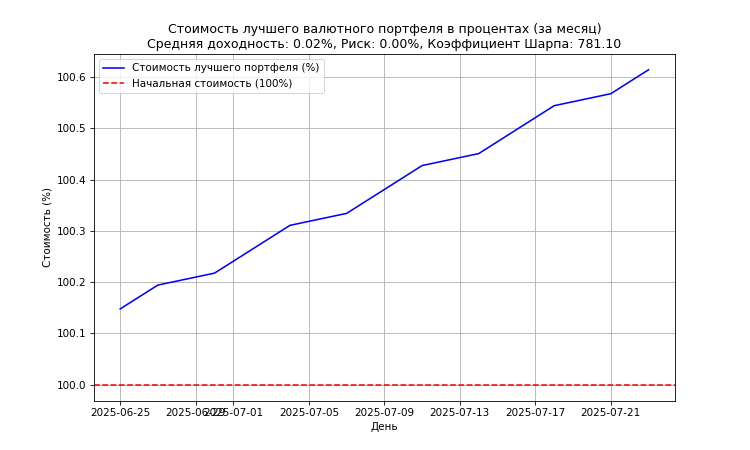 Стоимость лучшего валютного портфеля в процентах (за месяц)
Средняя доходность: 0.02%, Риск: 0.00%, Коэффициент Шарпа: 781.10
Стоимость лучшего портфеля (%)
Начальная стоимость (100%)
Стоимость (%)
100.6
100.5
100.4
100.3
100.2
100.1
100.0
2025-06-25 2025-06-29 2025-07-01 2025-07-05 2025-07-09 2025-07-13 2025-07-17 2025-07-21
День